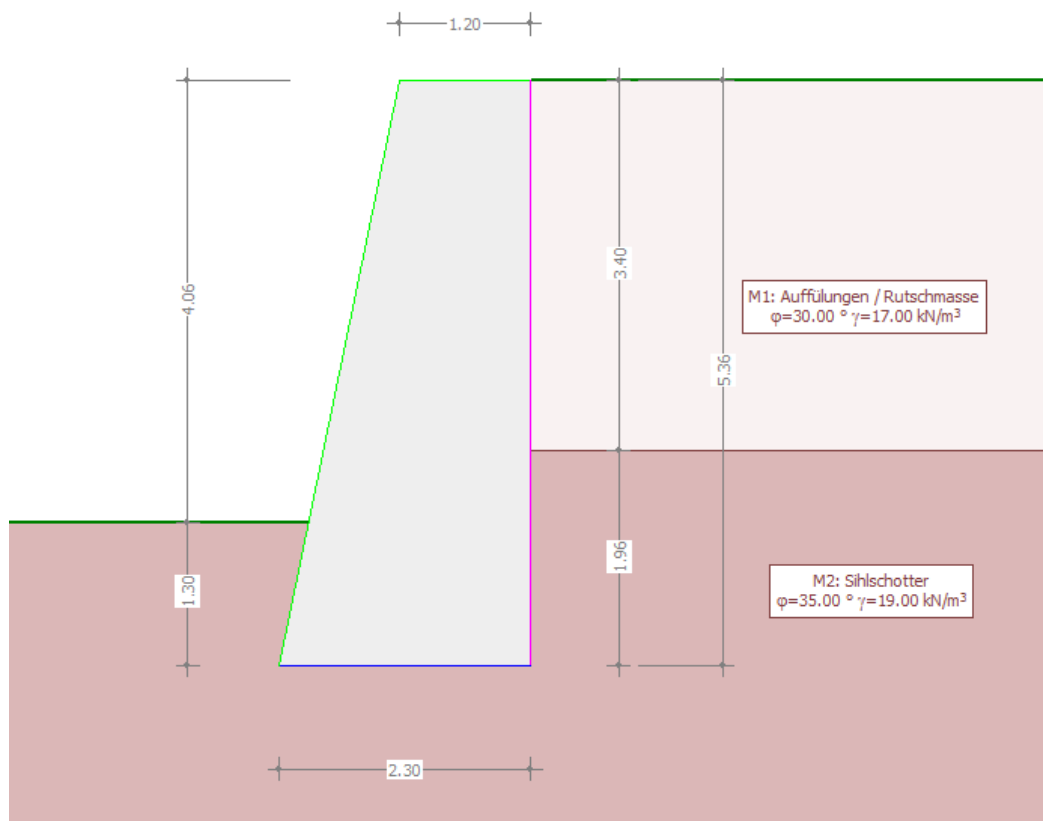 1.20
4.06
3.40
M1: Auffülungen / Rutschmasse
φ=30.00 ° γ=17.00 kN/m³
5.36
1.30
1.96
M2: Sihlschotter
φ=35.00 ° γ=19.00 kN/m³
2.30